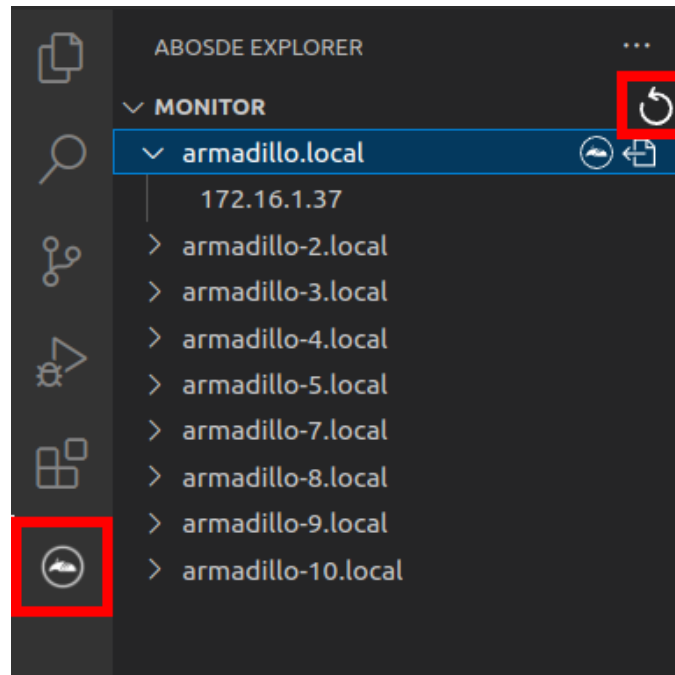 ABOSDE EXPLORER
MONITOR
armadillo.local
172.16.1.37
armadillo-2.local
armadillo-3.local
armadillo-4.local
armadillo-5.local
armadillo-7.local
armadillo-8.local
armadillo-9.local
armadillo-10.local